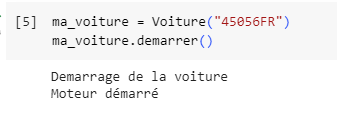 [5] ma_voiture = Voiture("45056FR")
ma_voiture.demarrer()
Demarrage de la voiture
Moteur démarré